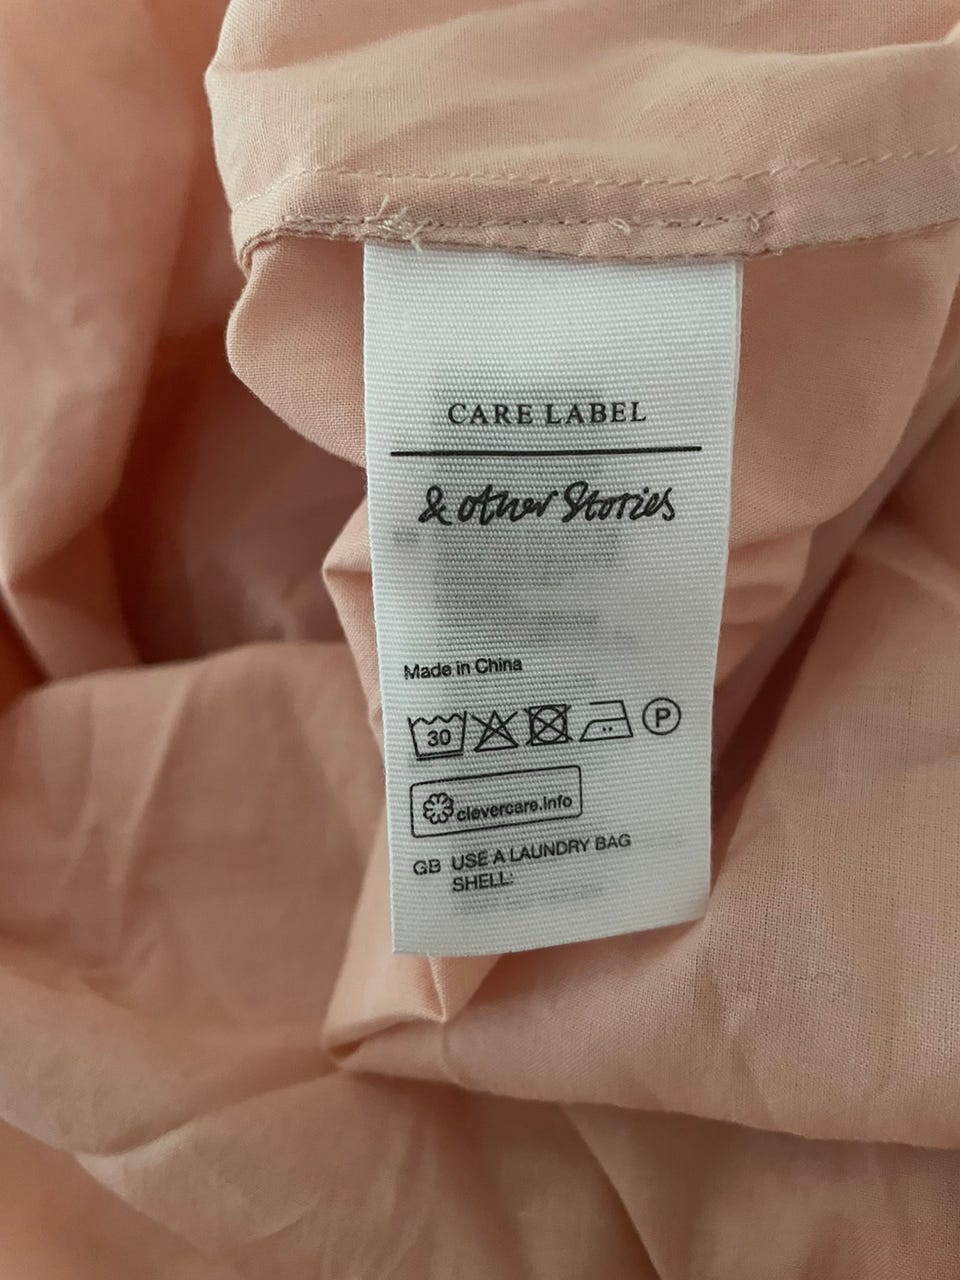 CARE LABEL
& other Stories
Made in China
30 P
clevercare.info
GB USE A LAUNDRY BAG
SHELL: